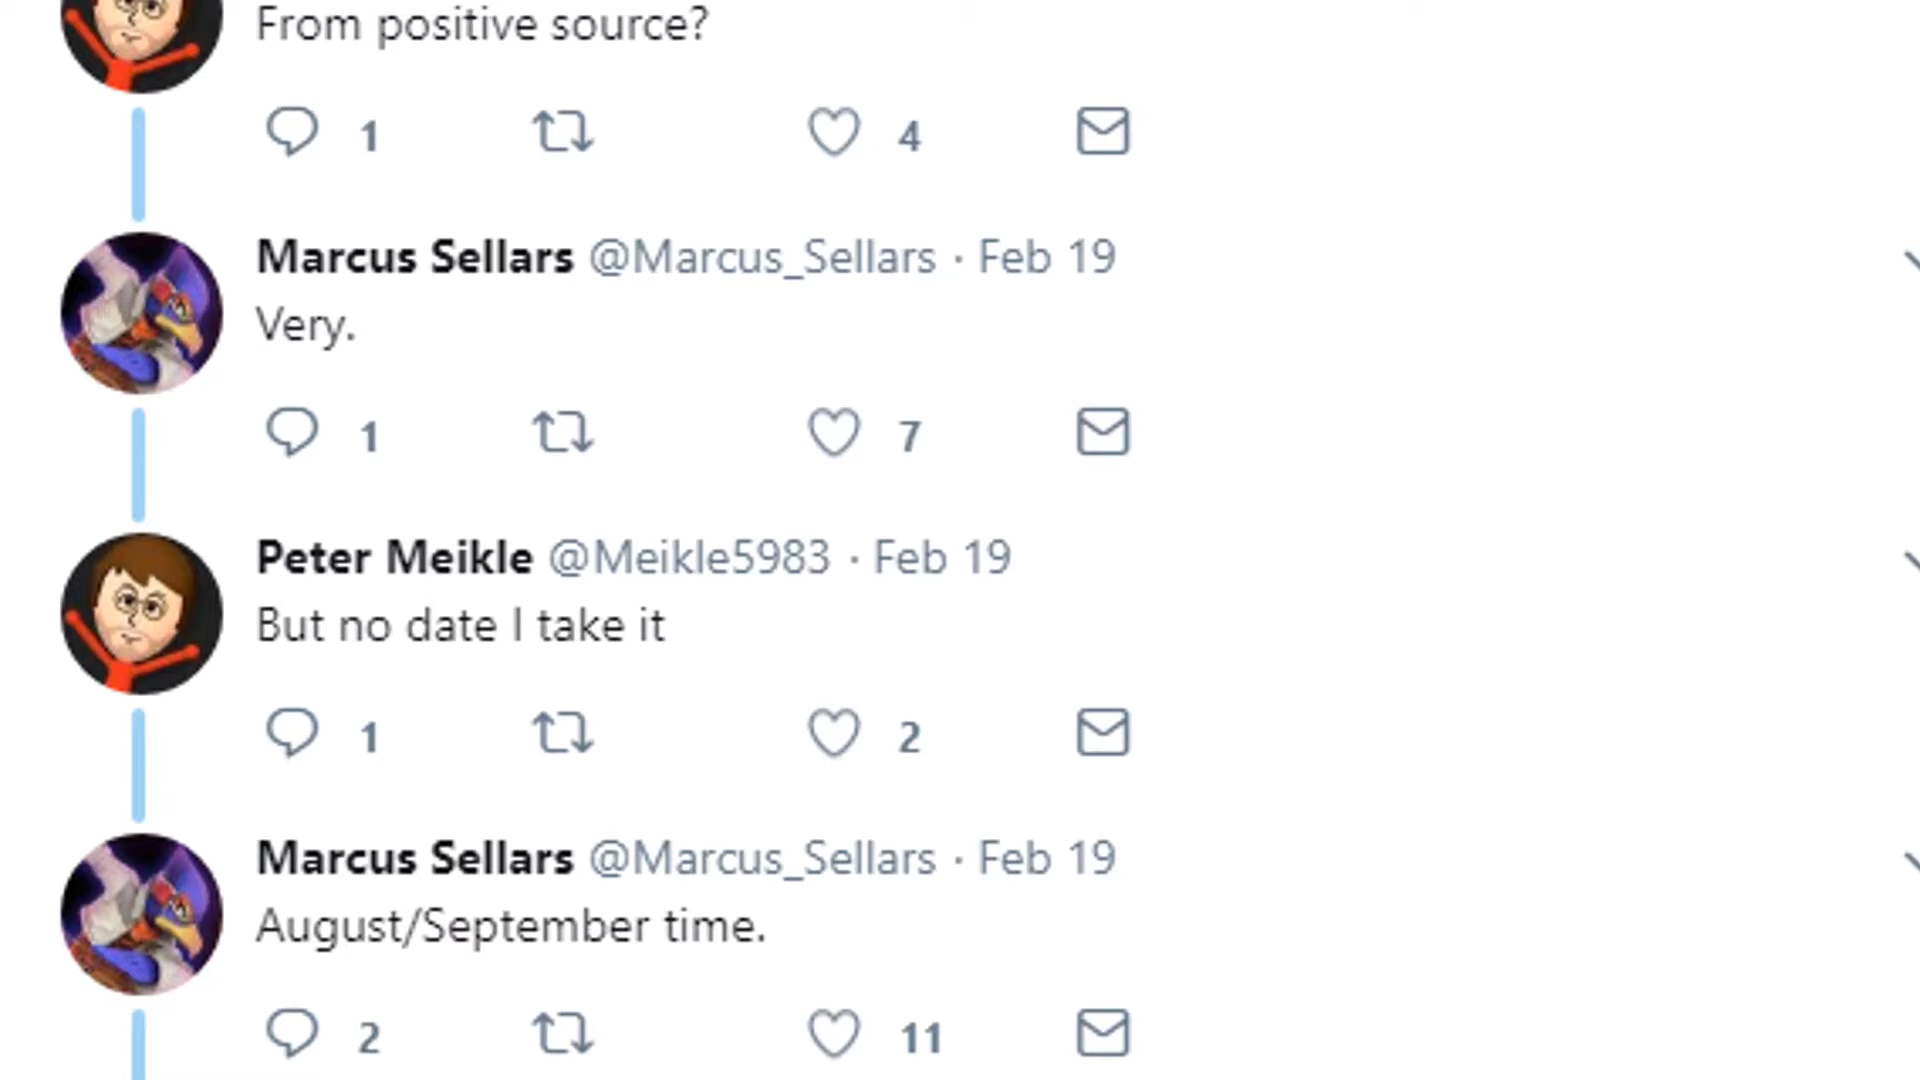 From positive source?
1 4
Marcus Sellars @Marcus_Sellars · Feb 19
Very.
1 7
Peter Meikle @Meikle5983 · Feb 19
But no date I take it
1 2
Marcus Sellars @Marcus_Sellars · Feb 19
August/September time.
2 11